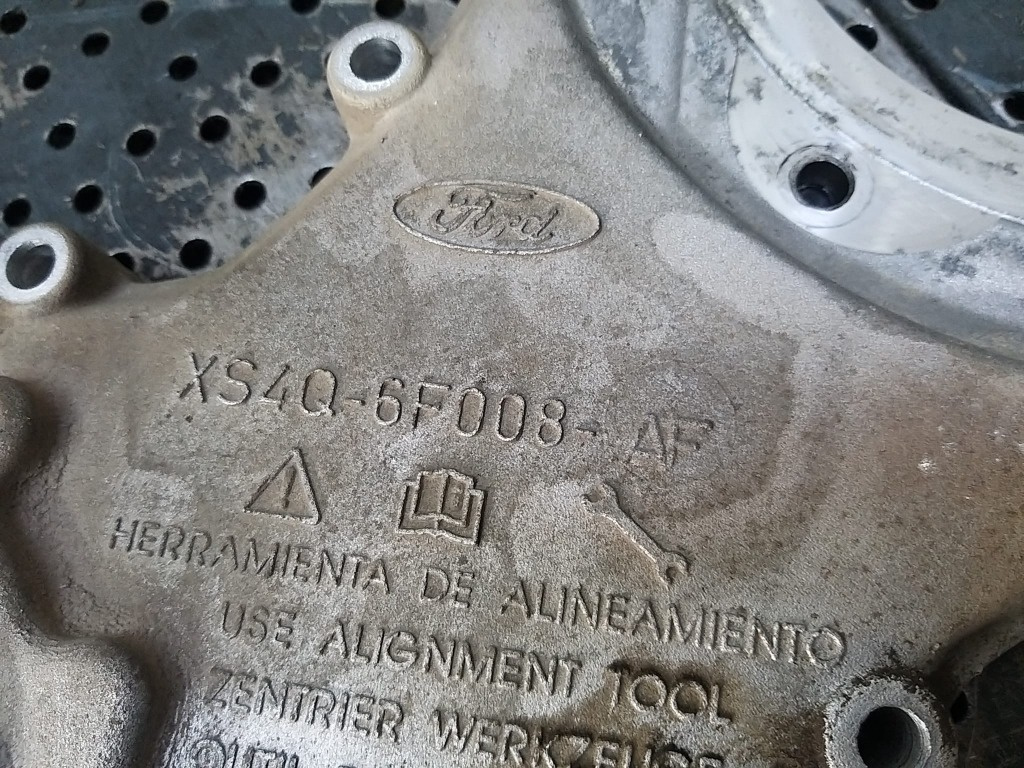 Ford
XS4Q-6F008-AF
HERRAMIENTA DE ALINEAMIENTO
USE ALIGNMENT TOOL
ZENTRIER WERKZEUGE